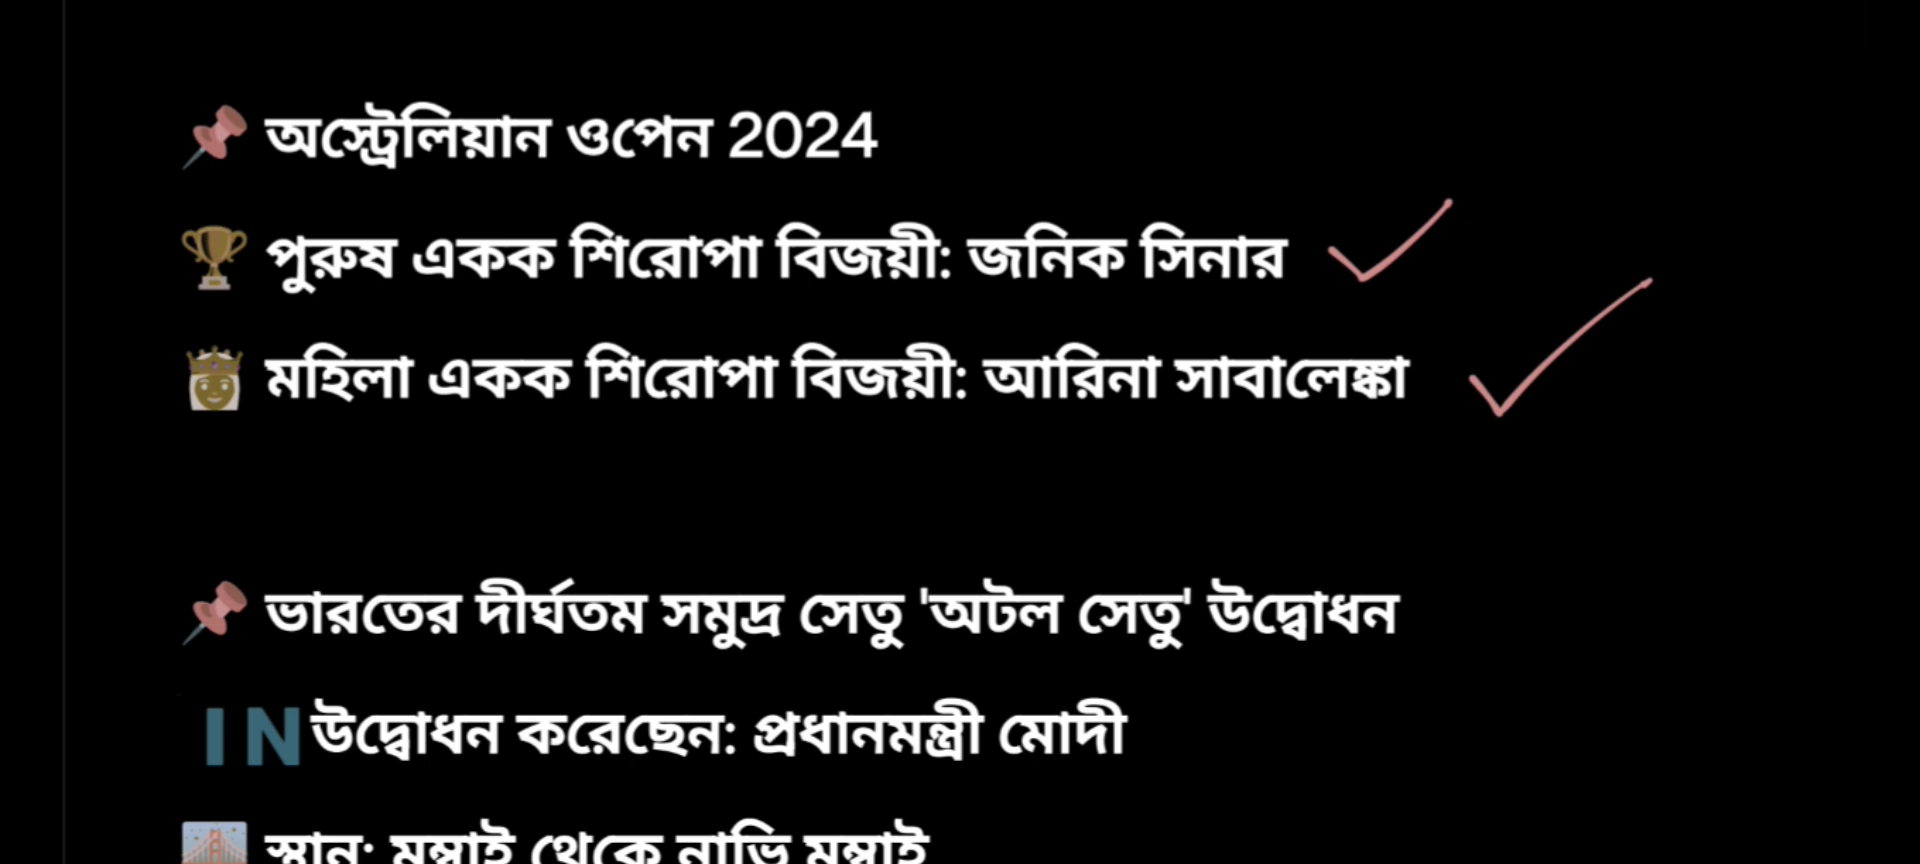 📌 অস্ট্রেলিয়ান ওপেন 2024
🏆 পুরুষ একক শিরোপা বিজয়ী: জনিক সিনার
👸 মহিলা একক শিরোপা বিজয়ী: আরিনা সাবালেঙ্কা
📌 ভারতের দীর্ঘতম সমুদ্র সেতু 'অটল সেতু' উদ্বোধন
IN উদ্বোধন করেছেন: প্রধানমন্ত্রী মোদী
🌉 স্থান: মুম্বাই থেকে নাভি মুম্বাই